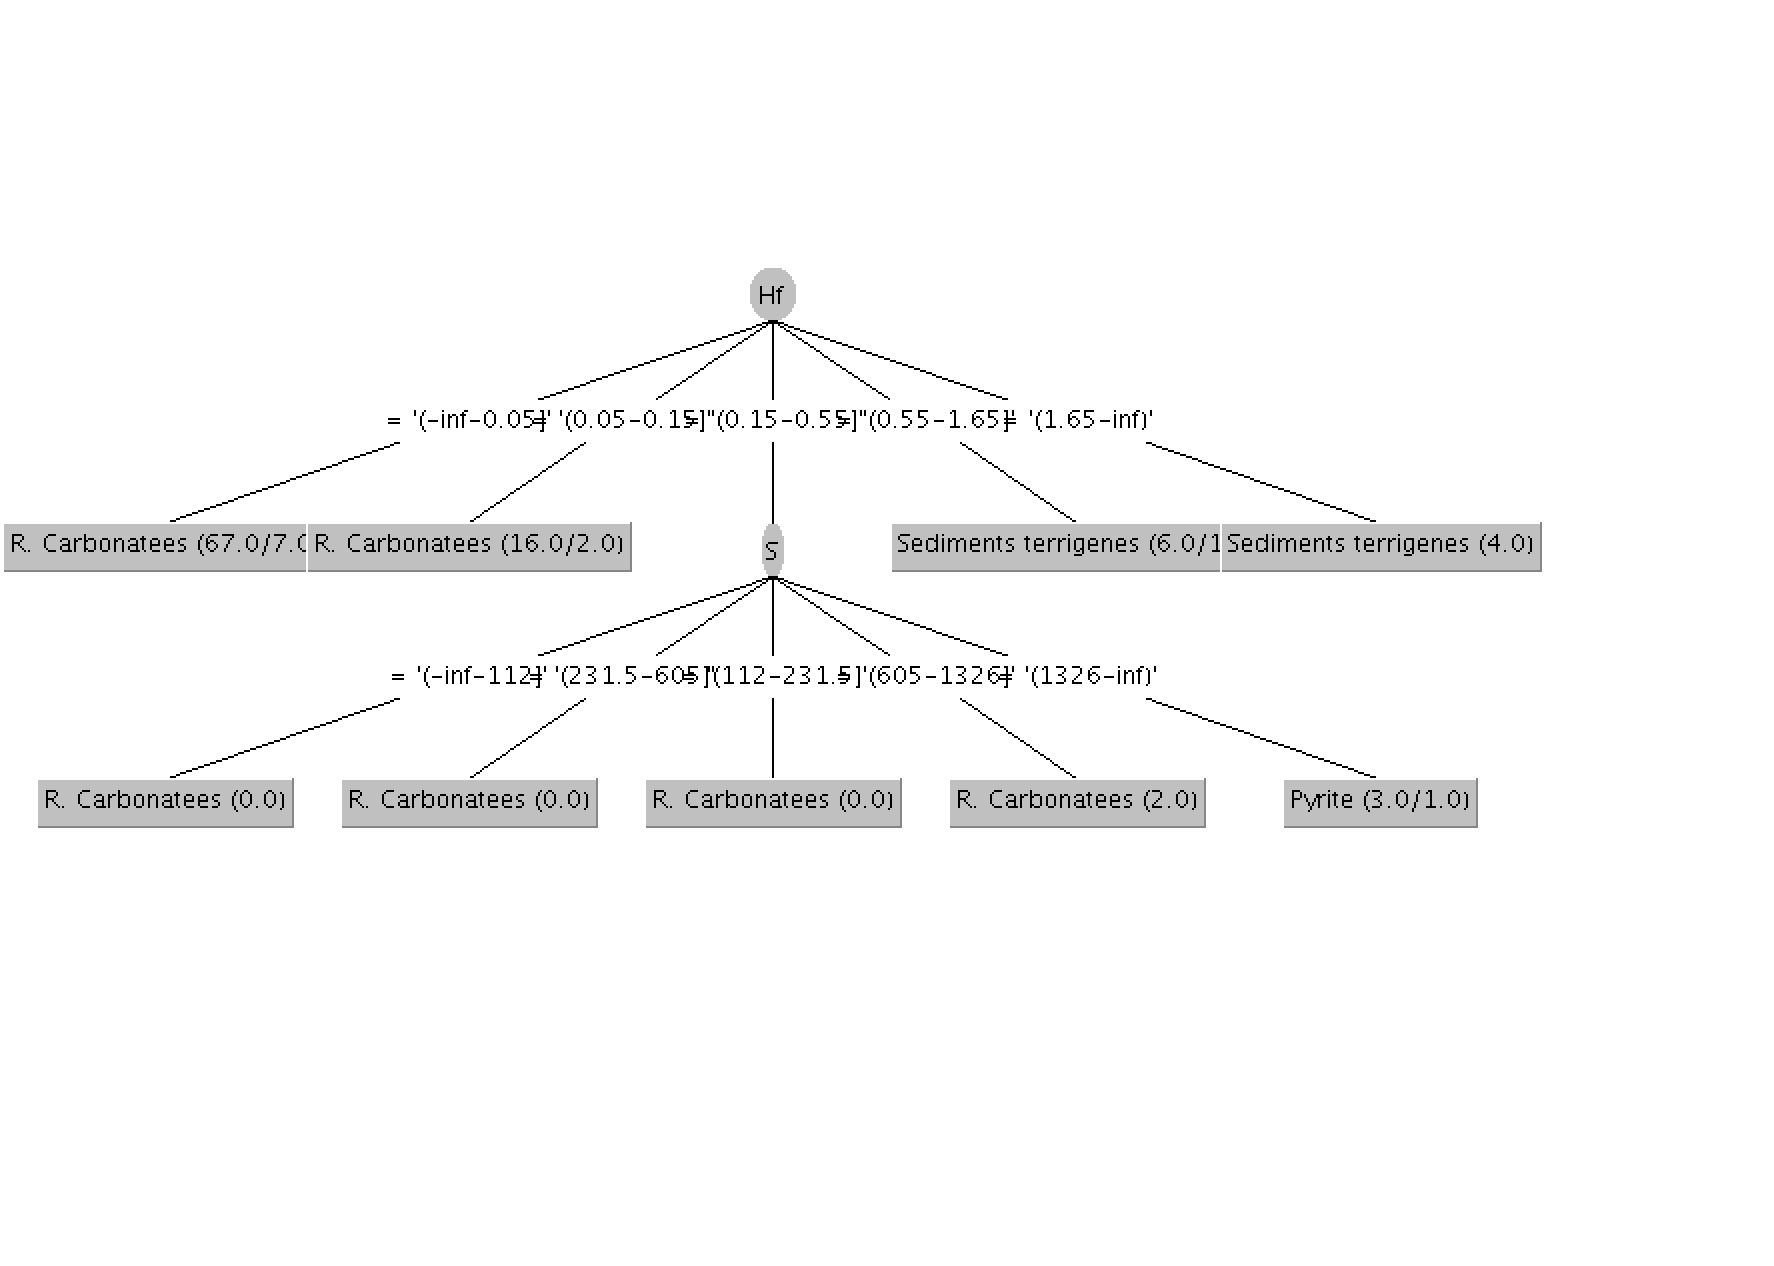 Hf
= '(-inf-0.05]' = '(0.05-0.15]' = '(0.15-0.55]' = '(0.55-1.65]' = '(1.65-inf)'
R. Carbonatees (67.0/7.0 R. Carbonatees (16.0/2.0) Sediments terrigenes (6.0/1 Sediments terrigenes (4.0)
S
= '(-inf-112]' = '(231.5-605]' = '(112-231.5]' = '(605-1326]' = '(1326-inf)'
R. Carbonatees (0.0) R. Carbonatees (0.0) R. Carbonatees (0.0) R. Carbonatees (2.0) Pyrite (3.0/1.0)